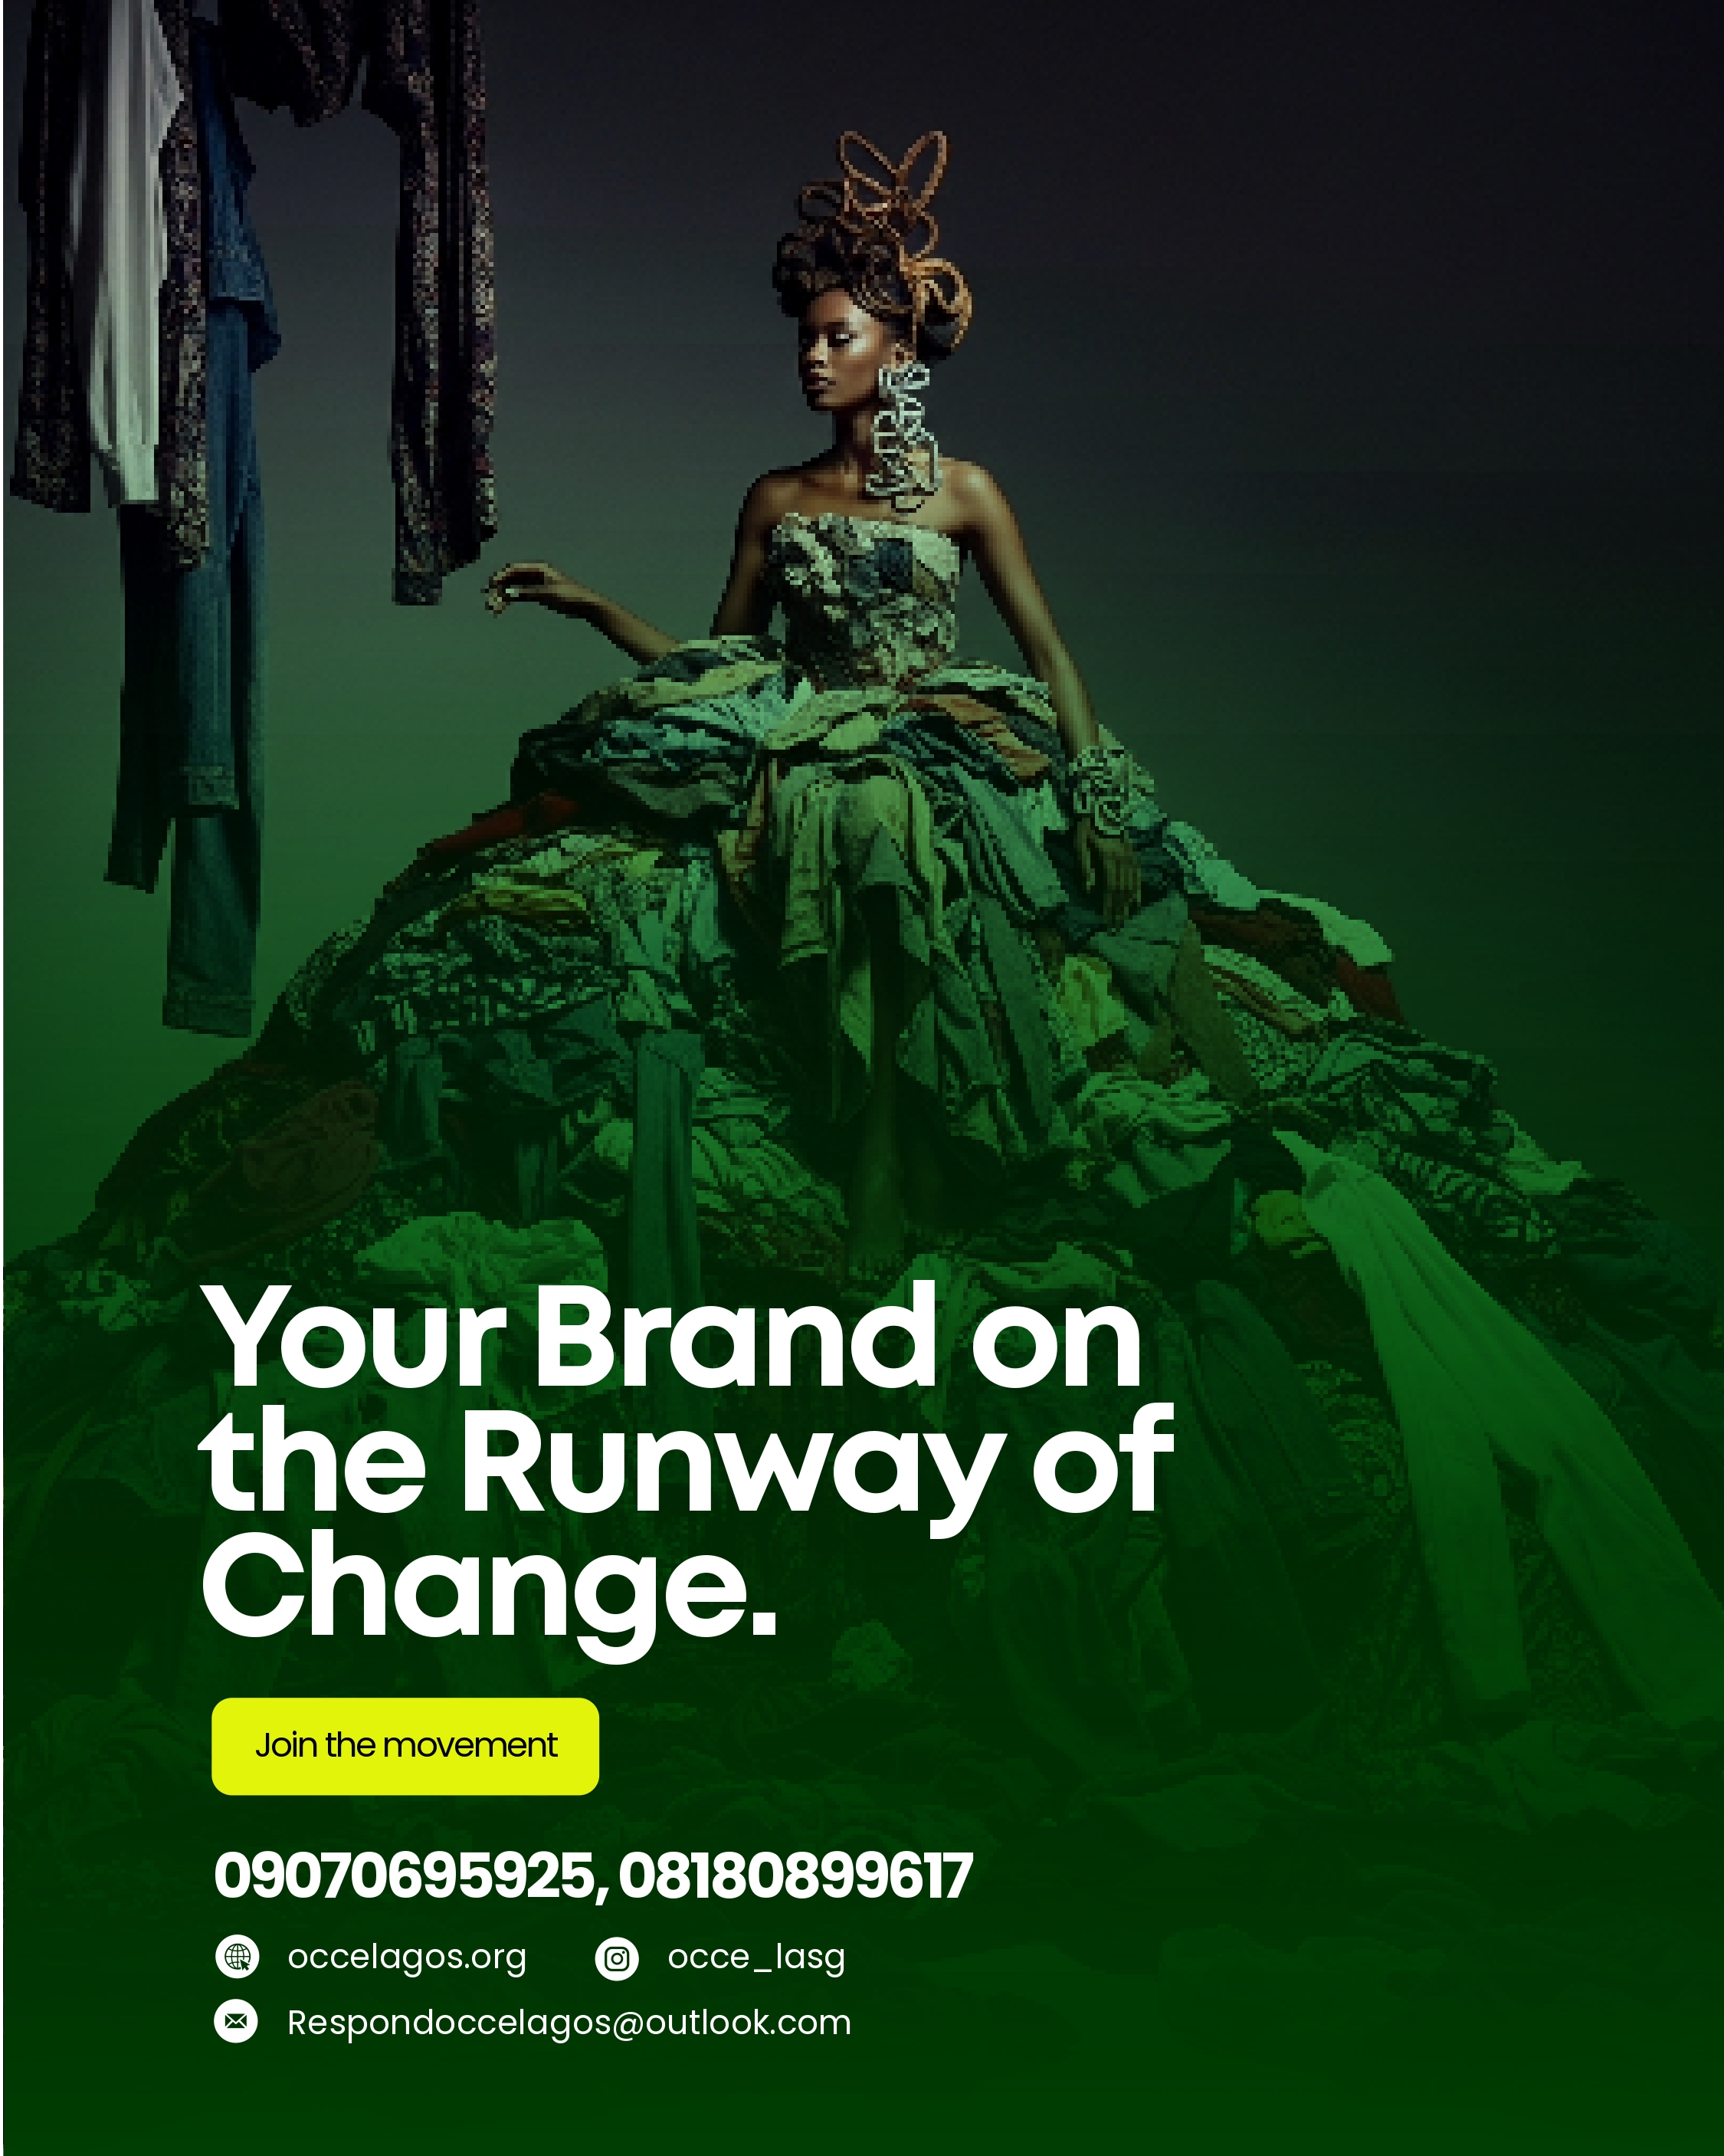 Your Brand on
the Runway of
Change.
Join the movement
09070695925, 08180899617
occelagos.org
occe_lasg
Respondoccelagos@outlook.com